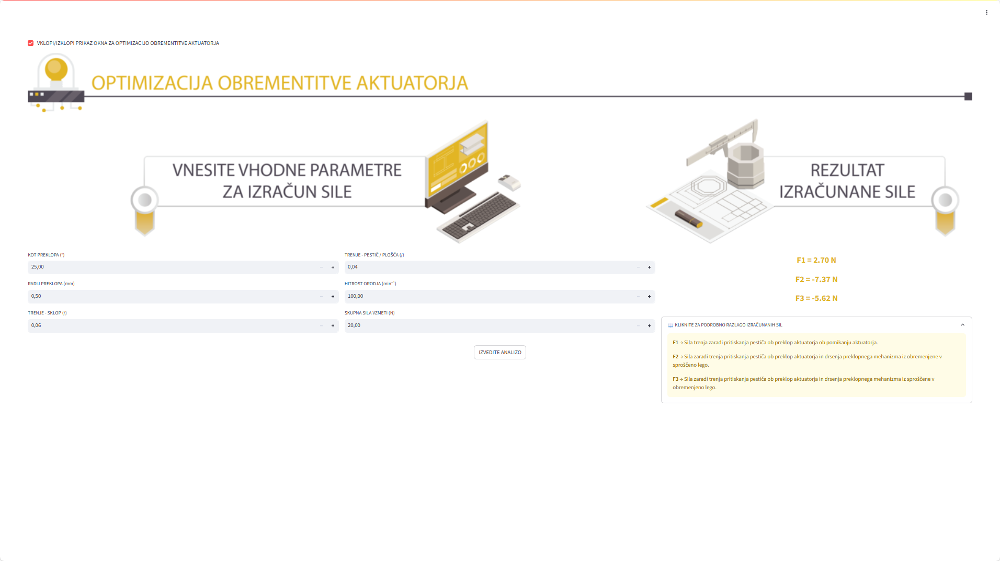 VKLOPI/IZKLOPI PRIKAZ OKNA ZA OPTIMIZACIJO OBREMENTITVE AKTUATORJA
OPTIMIZACIJA OBREMENTITVE AKTUATORJA
VNESITE VHODNE PARAMETRE
ZA IZRAČUN SILE
REZULTAT
IZRAČUNANE SILE
KOT PREKLOPA (°)
25,00
RADIJ PREKLOPA (mm)
0,50
TRENJE - SKLOP (/)
0,06
TRENJE - PESTIČ / PLOŠČA (/)
0,04
HITROST ORODJA (min⁻¹)
100,00
SKUPNA SILA VZMETI (N)
20,00
IZVEDITE ANALIZO
F1 = 2.70 N
F2 = -7.37 N
F3 = -5.62 N
KLIKNITE ZA PODROBNO RAZLAGO IZRAČUNANIH SIL
F1 → Sila trenja zaradi pritiskanja pestiča ob preklop aktuatorja ob pomikanju aktuatorja.
F2 → Sila zaradi trenja pritiskanja pestiča ob preklop aktuatorja in drsenja preklopnega mehanizma iz obremenjene v
sproščeno lego.
F3 → Sila zaradi trenja pritiskanja pestiča ob preklop aktuatorja in drsenja preklopnega mehanizma iz sproščene v
obremenjeno lego.